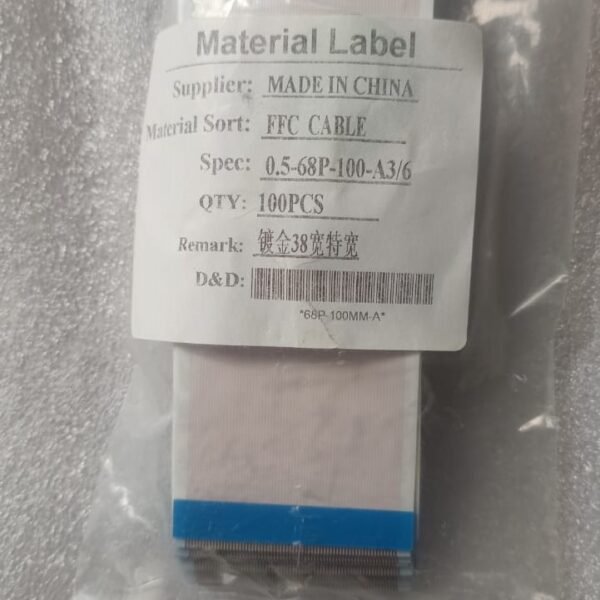 Material Label
Supplier: MADE IN CHINA
Material Sort: FFC CABLE
Spec: 0.5-68P-100-A3/6
QTY: 100PCS
Remark: 镀金38宽特宽
D&D:
*68P-100MM-A*